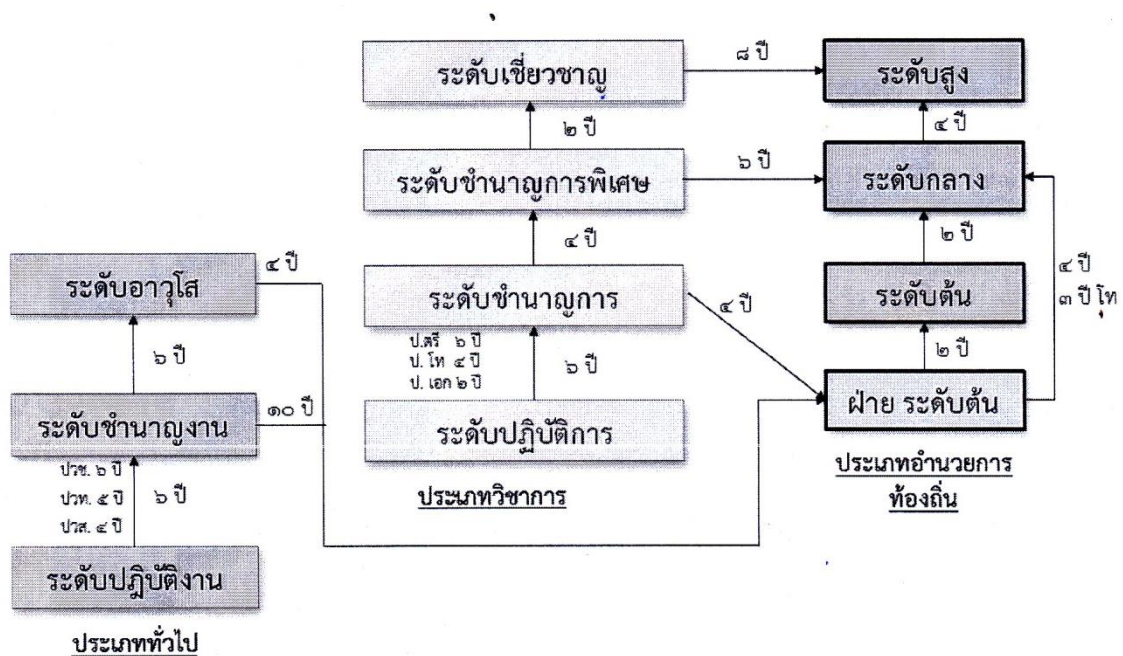 ระดับเชี่ยวชาญ
๘ ปี
ระดับสูง
๒ ปี
๔ ปี
ระดับชำนาญการพิเศษ
๖ ปี
ระดับกลาง
๔ ปี
๒ ปี
ระดับอาวุโส
๔ ปี
ระดับชำนาญการ
๔ ปี
ระดับต้น
๔ ปี
๓ ปี โท
๖ ปี
ป.ตรี ๖ ปี
ป. โท ๔ ปี
ป. เอก ๒ ปี
๖ ปี
๒ ปี
ระดับชำนาญงาน
๑๐ ปี
ระดับปฏิบัติการ
ฝ่าย ระดับต้น
ปวช. ๖ ปี
ปวท. ๕ ปี
ปวส. ๔ ปี
๖ ปี
ประเภทวิชาการ
ประเภทอำนวยการ
ท้องถิ่น
ระดับปฏิบัติงาน
ประเภททั่วไป